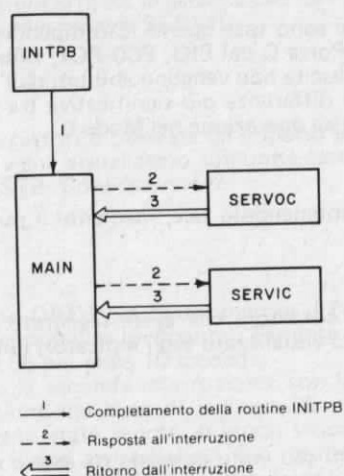 INITPB
1
2
SERVOC
3
MAIN
2
SERVIC
3
1 Completamento della routine INITPB
2 Risposta all'interruzione
3 Ritorno dall'interruzione